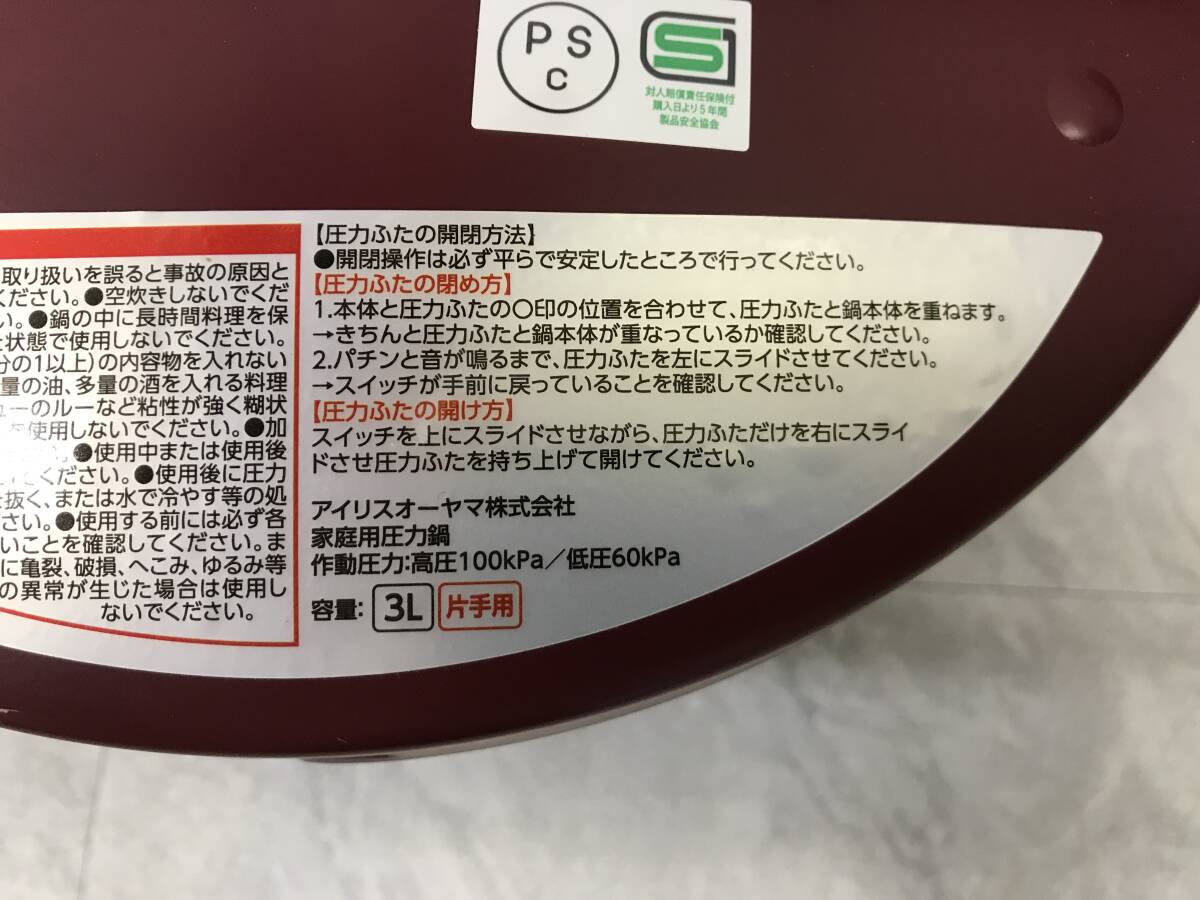 PS
C
S
対人賠償責任保険付
購入日より5年間
製品安全協会
取り扱いを誤ると事故の原因と
ください。●空炊きしないでくだ
い。●鍋の中に長時間料理を保
状態で使用しないでください。
分の1以上)の内容物を入れない
量の油、多量の酒を入れる料理
ューのルーなど粘性が強く糊状
を使用しないでください。●加
●使用中または使用後
てください。●使用後に圧力
を抜く、または水で冷やす等の処
ださい。●使用する前には必ず各
いことを確認してください。ま
に亀裂、破損、へこみ、ゆるみ等
の異常が生じた場合は使用し
ないでください。
【圧力ふたの開閉方法】
●開閉操作は必ず平らで安定したところで行ってください。
【圧力ふたの閉め方】
1.本体と圧力ふたの〇印の位置を合わせて、圧力ふたと鍋本体を重ねます。
→きちんと圧力ふたと鍋本体が重なっているか確認してください。
2.パチンと音が鳴るまで、圧力ふたを左にスライドさせてください。
→スイッチが手前に戻っていることを確認してください。
【圧力ふたの開け方】
スイッチを上にスライドさせながら、圧力ふただけを右にスライ
ドさせ圧力ふたを持ち上げて開けてください。
アイリスオーヤマ株式会社
家庭用圧力鍋
作動圧力:高圧100kPa/低圧60kPa
容量: 3L 片手用